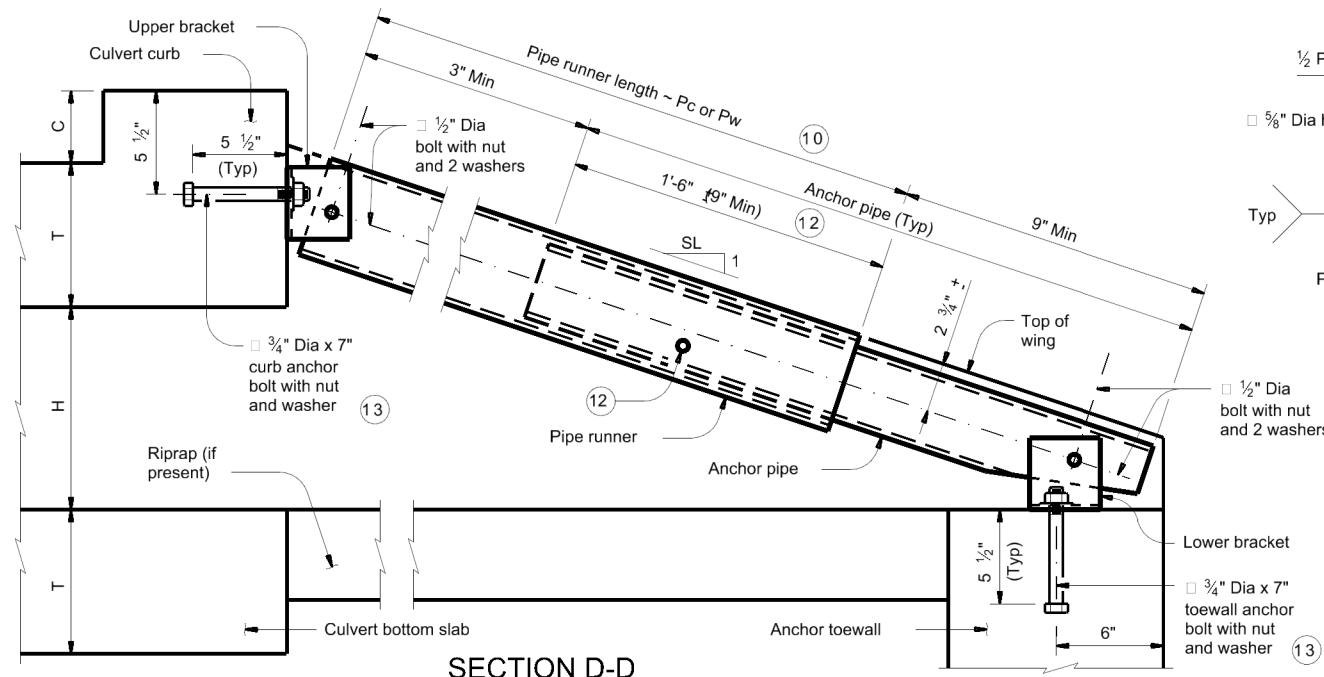 Upper bracket
Culvert curb
Pipe runner length ~ Pc or Pw
3" Min
10
½ F
□ ⅝" Dia
C
5 ½"
5 ½"
(Typ)
□ ½" Dia
bolt with nut
and 2 washers
1'-6" ±
(9" Min)
Anchor pipe (Typ)
12
9" Min
Typ
SL
1
T
2 ¾" ±
Top of
wing
□ ¾" Dia x 7"
curb anchor
bolt with nut
and washer
13
12
H
□ ½" Dia
bolt with nut
and 2 washers
Pipe runner
Anchor pipe
Riprap (if
present)
5 ½"
(Typ)
Lower bracket
T
□ ¾" Dia x 7"
toewall anchor
bolt with nut
and washer
13
Culvert bottom slab
Anchor toewall
6"
SECTION D-D